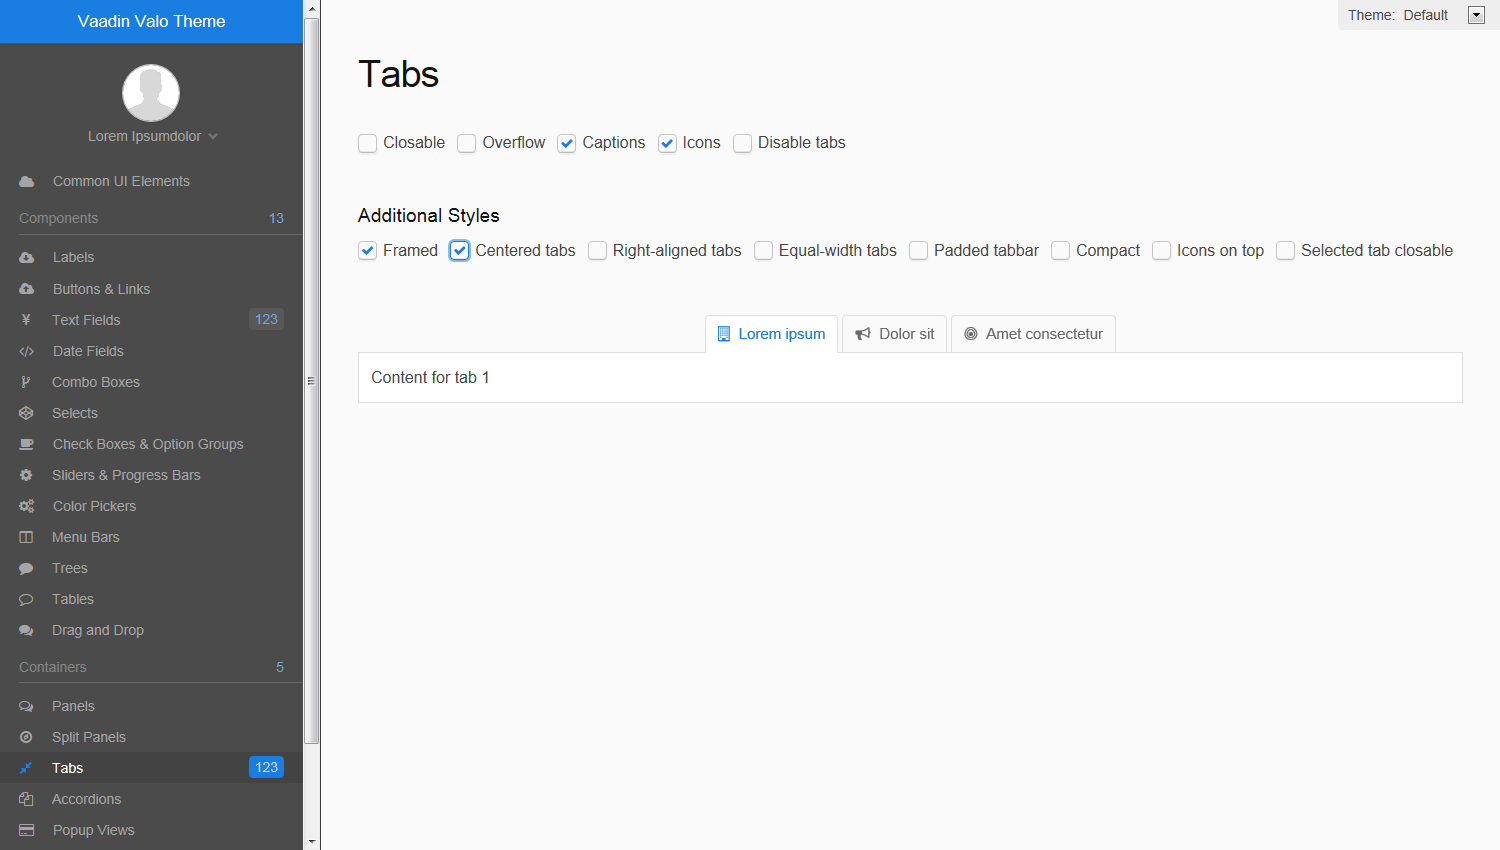 Vaadin Valo Theme
Lorem Ipsumdolor
Common UI Elements
Components 13
Labels
Buttons & Links
Text Fields 123
Date Fields
Combo Boxes
Selects
Check Boxes & Option Groups
Sliders & Progress Bars
Color Pickers
Menu Bars
Trees
Tables
Drag and Drop
Containers 5
Panels
Split Panels
Tabs 123
Accordions
Popup Views
Theme: Default
Tabs
Closable Overflow Captions Icons Disable tabs
Additional Styles
Framed Centered tabs Right-aligned tabs Equal-width tabs Padded tabbar Compact Icons on top Selected tab closable
Lorem ipsum Dolor sit Amet consectetur
Content for tab 1